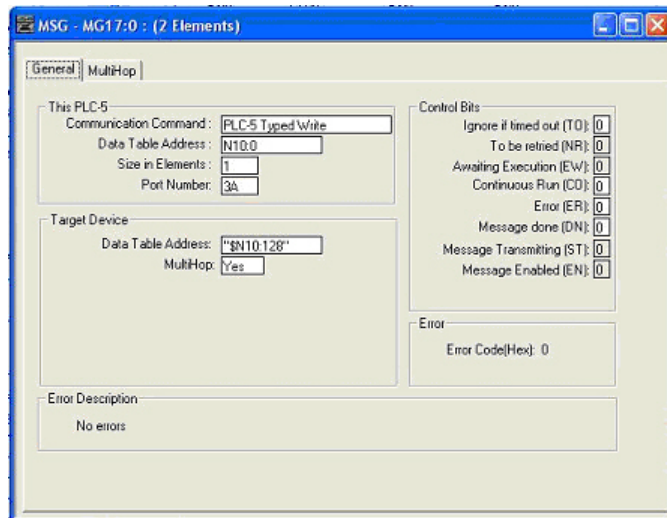 MSG - MG17:0 : (2 Elements)
General MultiHop
This PLC-5
Communication Command : PLC-5 Typed Write
Data Table Address : N10:0
Size in Elements : 1
Port Number: 3A
Target Device
Data Table Address: "$N10:128"
MultiHop: Yes
Control Bits
Ignore if timed out (TO): 0
To be retried (NR): 0
Awaiting Execution (EW): 0
Continuous Run (CO): 0
Error (ER): 0
Message done (DN): 0
Message Transmitting (ST): 0
Message Enabled (EN): 0
Error
Error Code(Hex): 0
Error Description
No errors